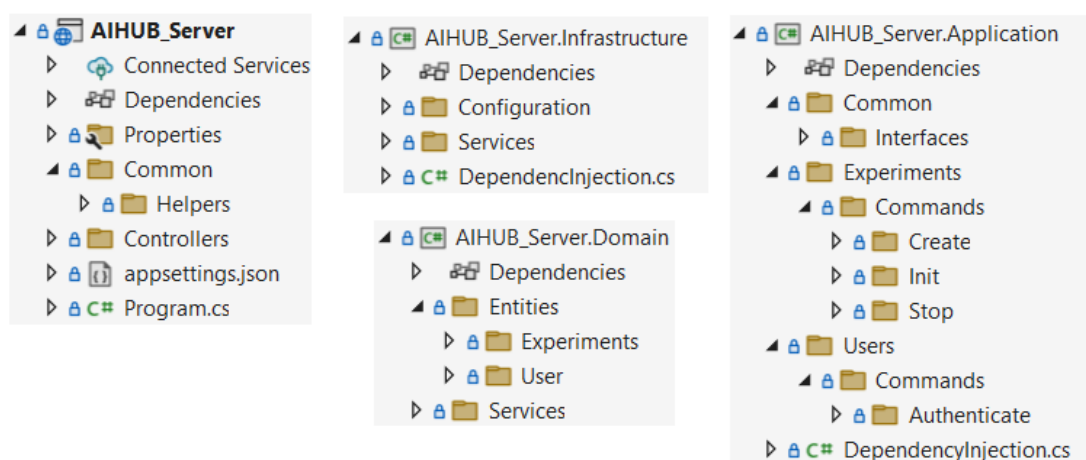 AIHUB_Server
Connected Services
Dependencies
Properties
Common
Helpers
Controllers
appsettings.json
C# Program.cs
C# AIHUB_Server.Infrastructure
Dependencies
Configuration
Services
C# DependencInjection.cs
C# AIHUB_Server.Domain
Dependencies
Entities
Experiments
User
Services
C# AIHUB_Server.Application
Dependencies
Common
Interfaces
Experiments
Commands
Create
Init
Stop
Users
Commands
Authenticate
C# DependencyInjection.cs